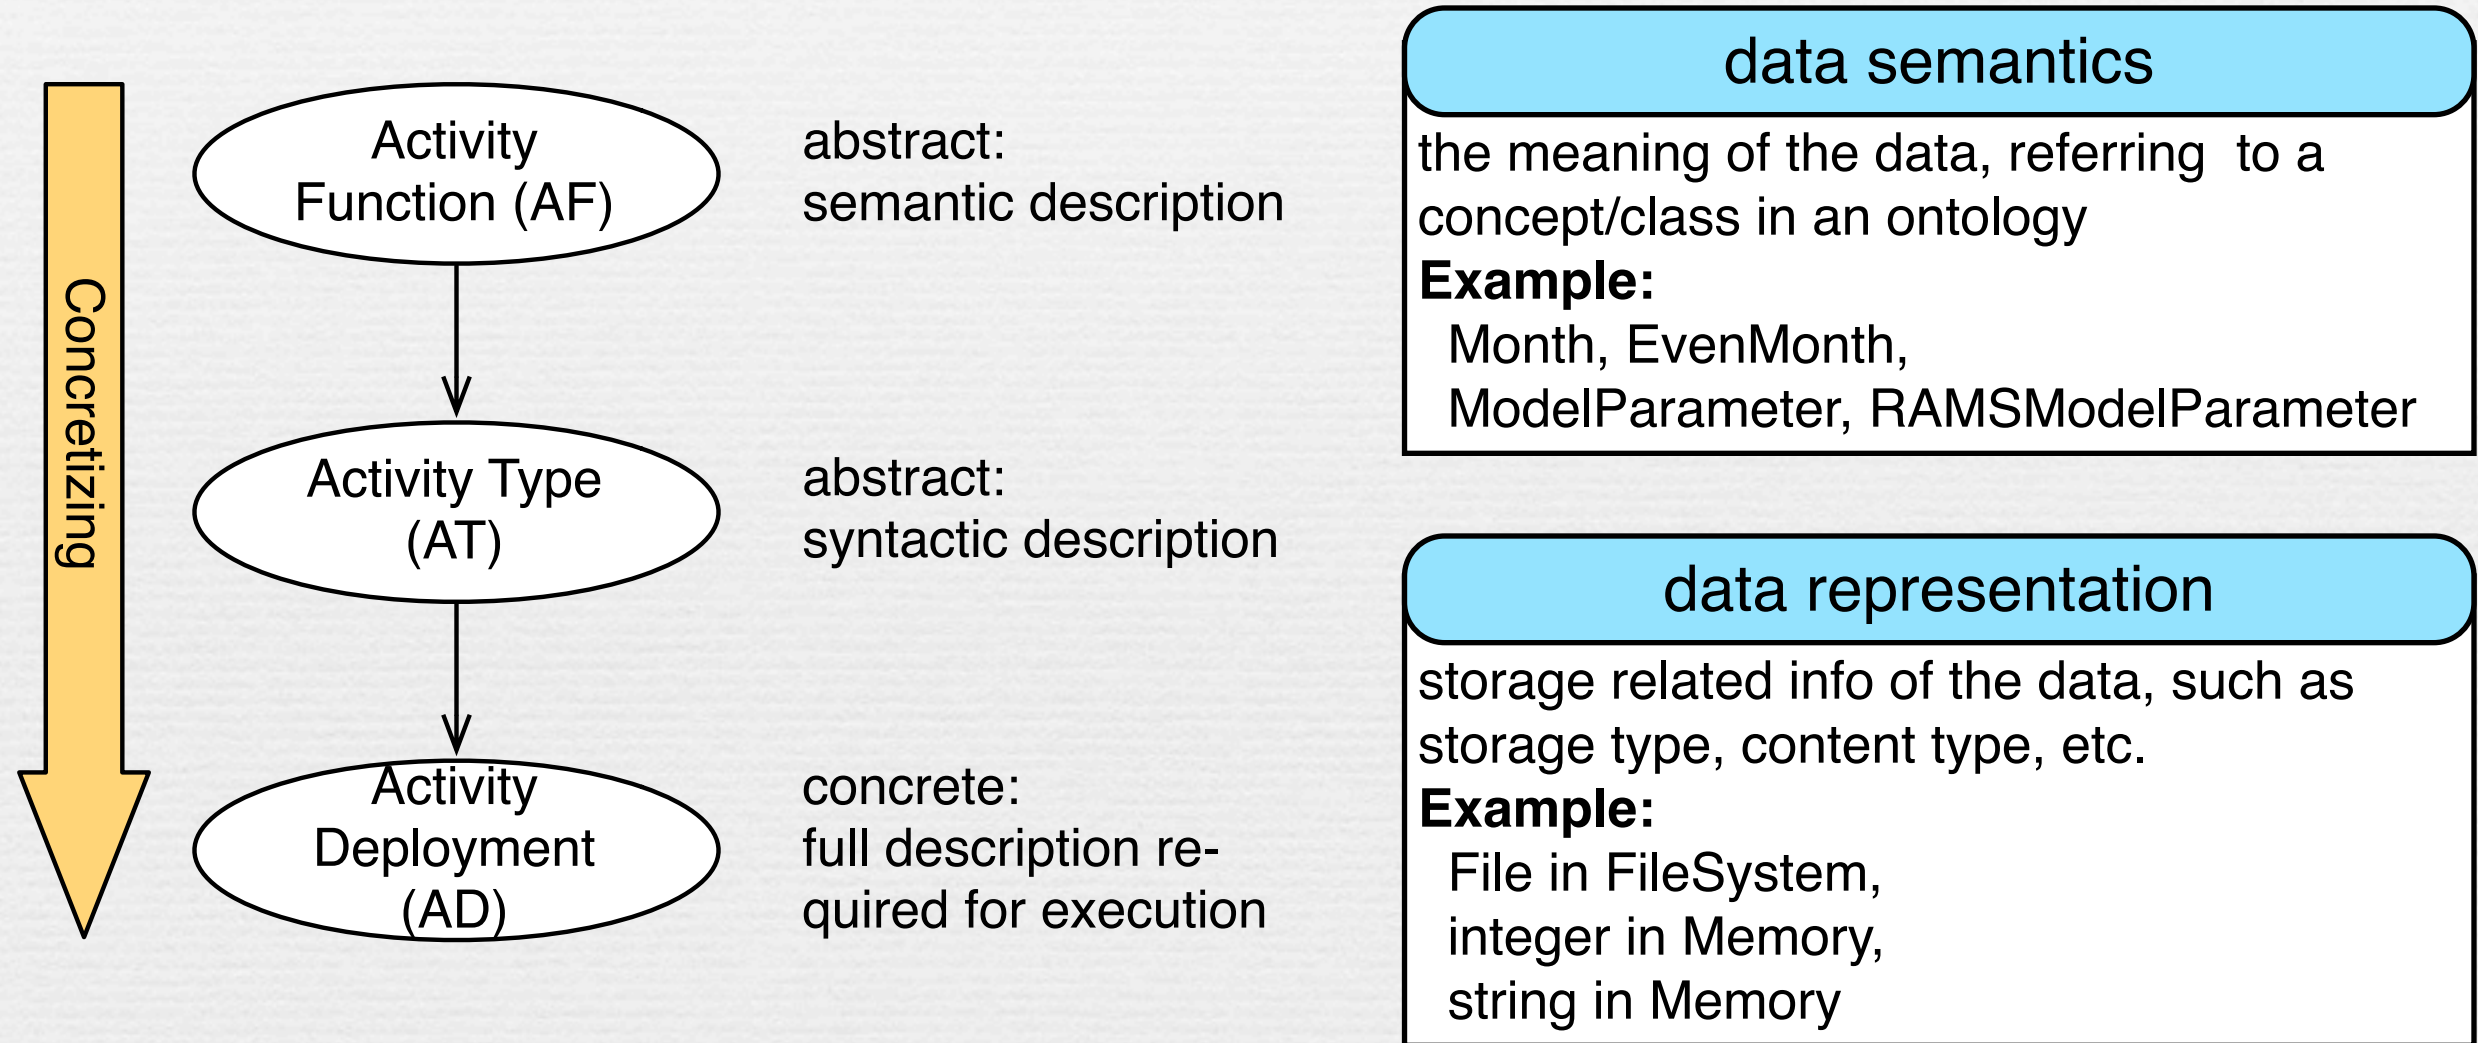 Concretizing
Activity
Function (AF)
abstract:
semantic description
Activity Type
(AT)
abstract:
syntactic description
Activity
Deployment
(AD)
concrete:
full description re-
quired for execution
data semantics
the meaning of the data, referring  to a
concept/class in an ontology
Example:
Month, EvenMonth,
ModelParameter, RAMSModelParameter
data representation
storage related info of the data, such as
storage type, content type, etc.
Example:
File in FileSystem,
integer in Memory,
string in Memory